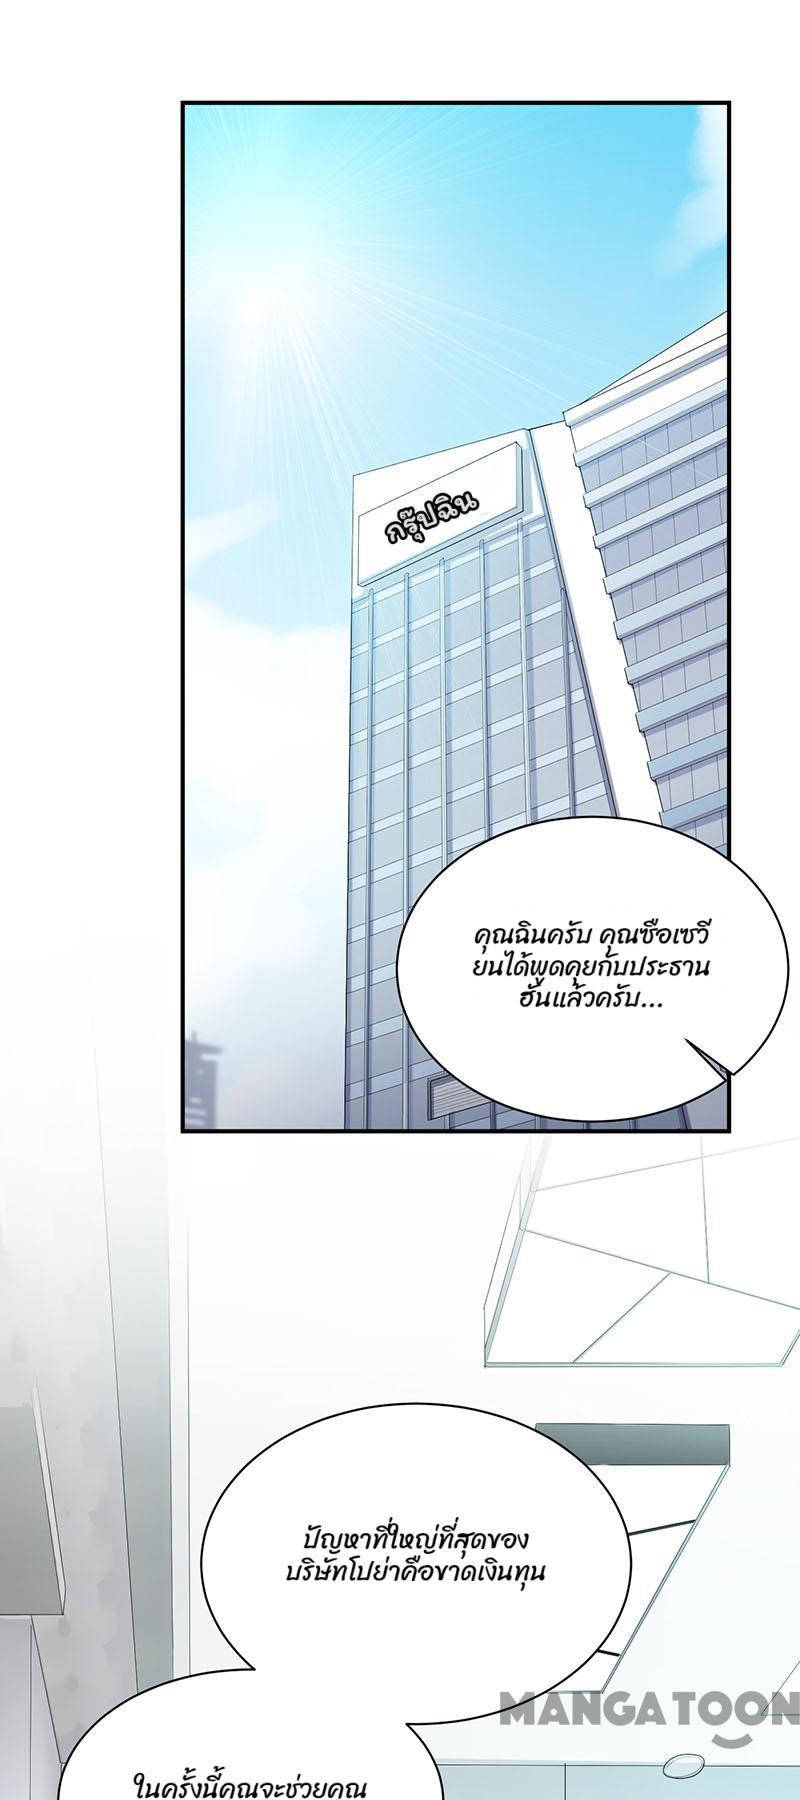 กรุ๊ปฉิน
คุณฉินครับ คุณซือเซวี
ยนได้พูดคุยกับประธาน
ฮันแล้วครับ...
ปัญหาที่ใหญ่ที่สุดของ
บริษัทโปย่าคือขาดเงินทุน
MANGATOON
ในครั้งนี้คุณจะช่วยคุณ